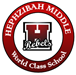 HEPHZIBAH MIDDLE
Rebels
World Class School